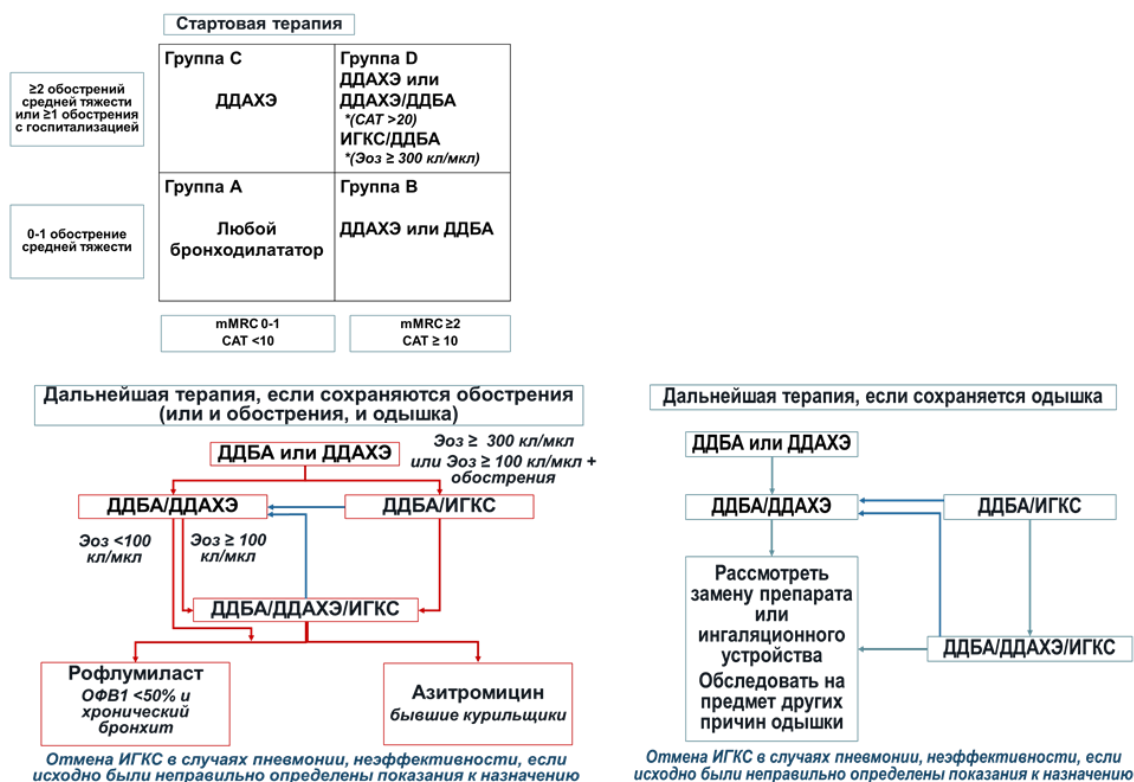 Стартовая терапия
≥2 обострений
средней тяжести
или ≥1 обострения
с госпитализацией
Группа C
ДДАХЭ
Группа D
ДДАХЭ или
ДДАХЭ/ДДБА
*(CAT >20)
ИГКС/ДДБА
*(Эоз ≥ 300 кл/мкл)
0-1 обострение
средней тяжести
Группа A
Любой
бронходилататор
Группа B
ДДАХЭ или ДДБА
mMRC 0-1
CAT <10
mMRC ≥2
CAT ≥ 10
Дальнейшая терапия, если сохраняются обострения
(или и обострения, и одышка)
ДДБА или ДДАХЭ
Эоз ≥ 300 кл/мкл
или Эоз ≥ 100 кл/мкл +
обострения
ДДБА/ДДАХЭ
ДДБА/ИГКС
Эоз <100
кл/мкл
Эоз ≥ 100
кл/мкл
ДДБА/ДДАХЭ/ИГКС
Рофлумиласт
ОФВ1 <50% и
хронический
бронхит
Азитромицин
бывшие курильщики
Отмена ИГКС в случаях пневмонии, неэффективности, если
исходно были неправильно определены показания к назначению
Дальнейшая терапия, если сохраняется одышка
ДДБА или ДДАХЭ
ДДБА/ДДАХЭ
ДДБА/ИГКС
Рассмотреть
замену препарата
или
ингаляционного
устройства
Обследовать на
предмет других
причин одышки
ДДБА/ДДАХЭ/ИГКС
Отмена ИГКС в случаях пневмонии, неэффективности, если
исходно были неправильно определены показания к назначению